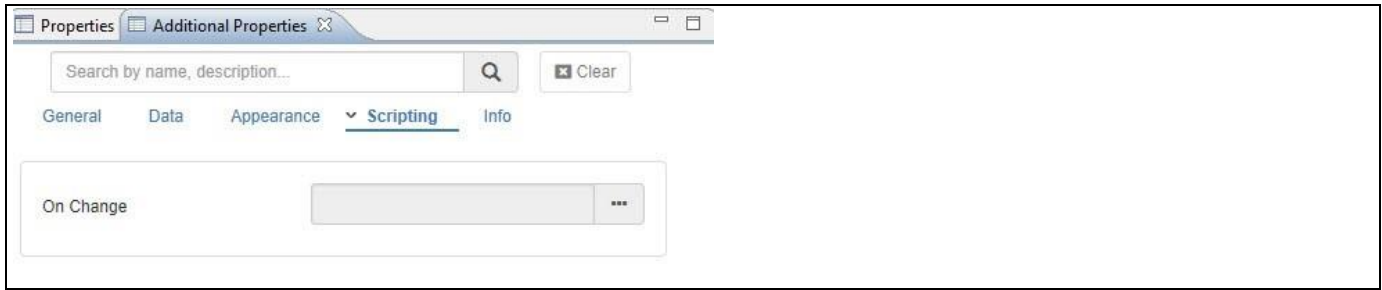 Properties Additional Properties
Search by name, description... Clear
General Data Appearance Scripting Info
On Change ...